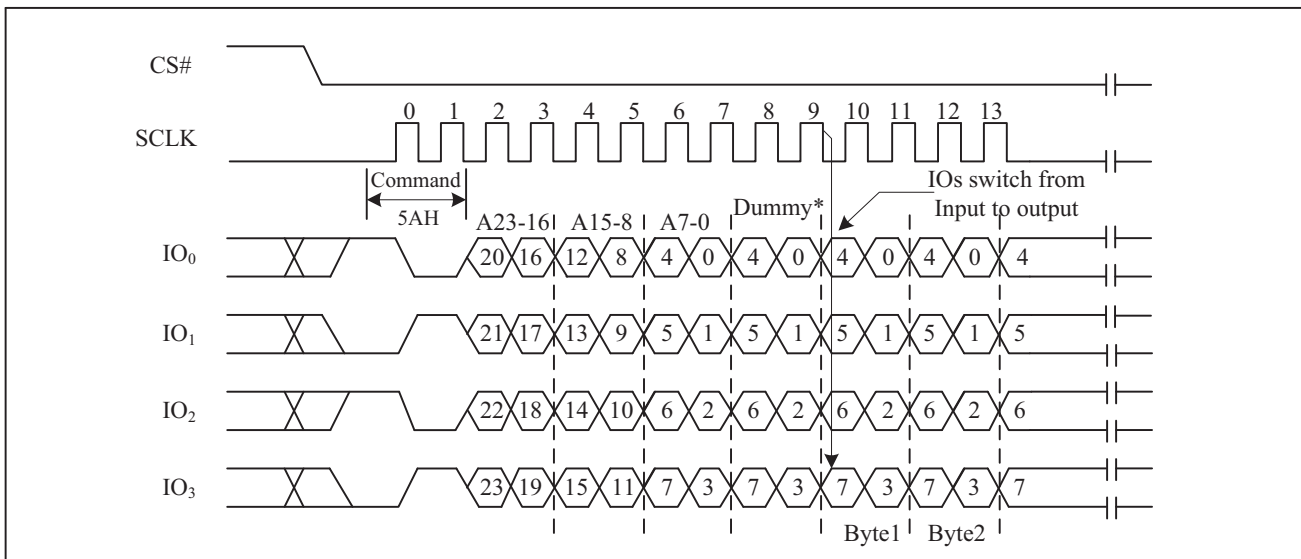 CS#
0 1 2 3 4 5 6 7 8 9 10 11 12 13
SCLK
Command
IOs switch from
5AH
Dummy*
Input to output
A23-16 A15-8 A7-0
IO0 20 16 12 8 4 0 4 0 4 0 4 0 4
IO1 21 17 13 9 5 1 5 1 5 1 5 1 5
IO2 22 18 14 10 6 2 6 2 6 2 6 2 6
IO3 23 19 15 11 7 3 7 3 7 3 7 3 7
Byte1 Byte2